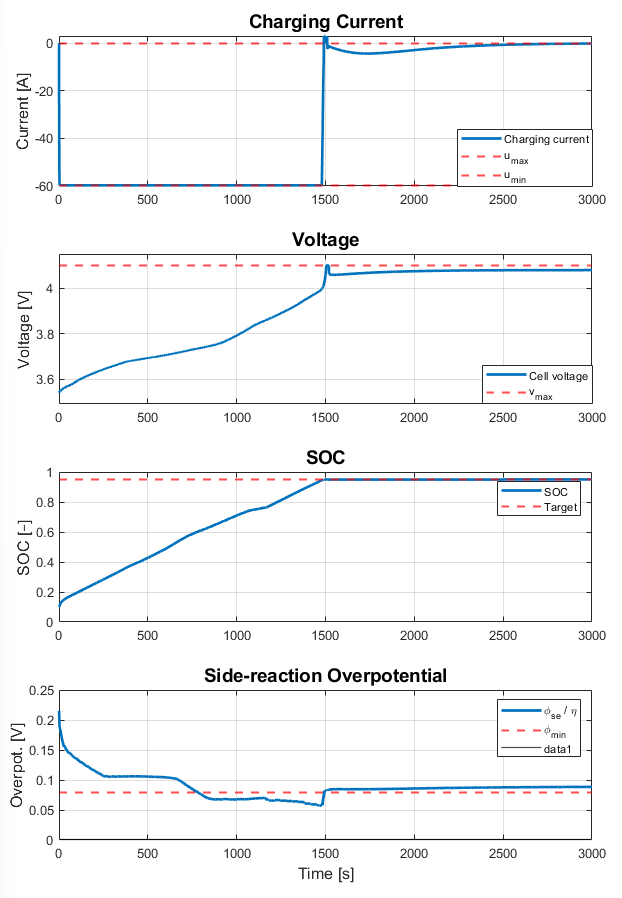 Charging Current
Current [A]
0
-20
-40
-60
0 500 1000 1500 2000 2500 3000
Charging current
u_max
u_min
Voltage
Voltage [V]
4
3.8
3.6
0 500 1000 1500 2000 2500 3000
Cell voltage
v_max
SOC
SOC [-]
1
0.8
0.6
0.4
0.2
0
0 500 1000 1500 2000 2500 3000
SOC
Target
Side-reaction Overpotential
Overpot. [V]
0.25
0.2
0.15
0.1
0.05
0
0 500 1000 1500 2000 2500 3000
ϕ_se / η
ϕ_min
data1
Time [s]